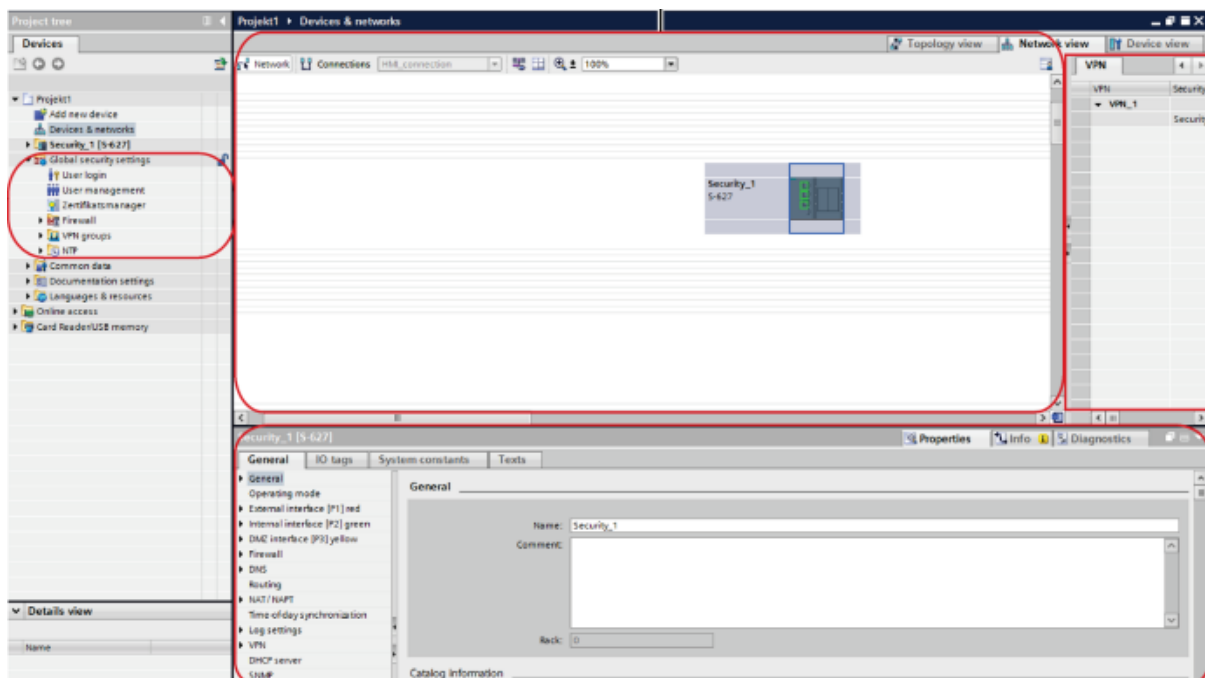 Project tree
Projekt1 ▸ Devices & networks
Devices
Topology view
Network view
Device view
Network
Connections
HMI_connection
100%
VPN
VPN
Security
VPN_1
Security
Projekt1
Add new device
Devices & networks
Security_1 [S-627]
Global security settings
User login
User management
Zertifikatsmanager
Firewall
VPN groups
NTP
Common data
Documentation settings
Languages & resources
Online access
Card Reader/USB memory
Security_1
S-627
Security_1 [S-627]
Properties
Info
Diagnostics
General
IO tags
System constants
Texts
General
Operating mode
External interface [P1] red
Internal interface [P2] green
DMZ interface [P3] yellow
Firewall
DNS
Routing
NAT/NAPT
Time-of-day synchronization
Log settings
VPN
DHCP server
SNMP
General
Name: Security_1
Comment:
Rack: 0
Catalog information
Details view
Name